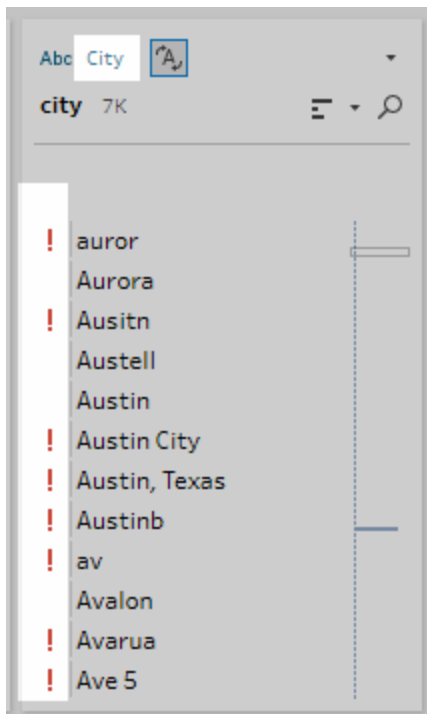 Abc City A
city 7K
! auror
Aurora
! Ausitn
Austell
Austin
! Austin City
! Austin, Texas
! Austinb
! av
Avalon
! Avarua
! Ave 5